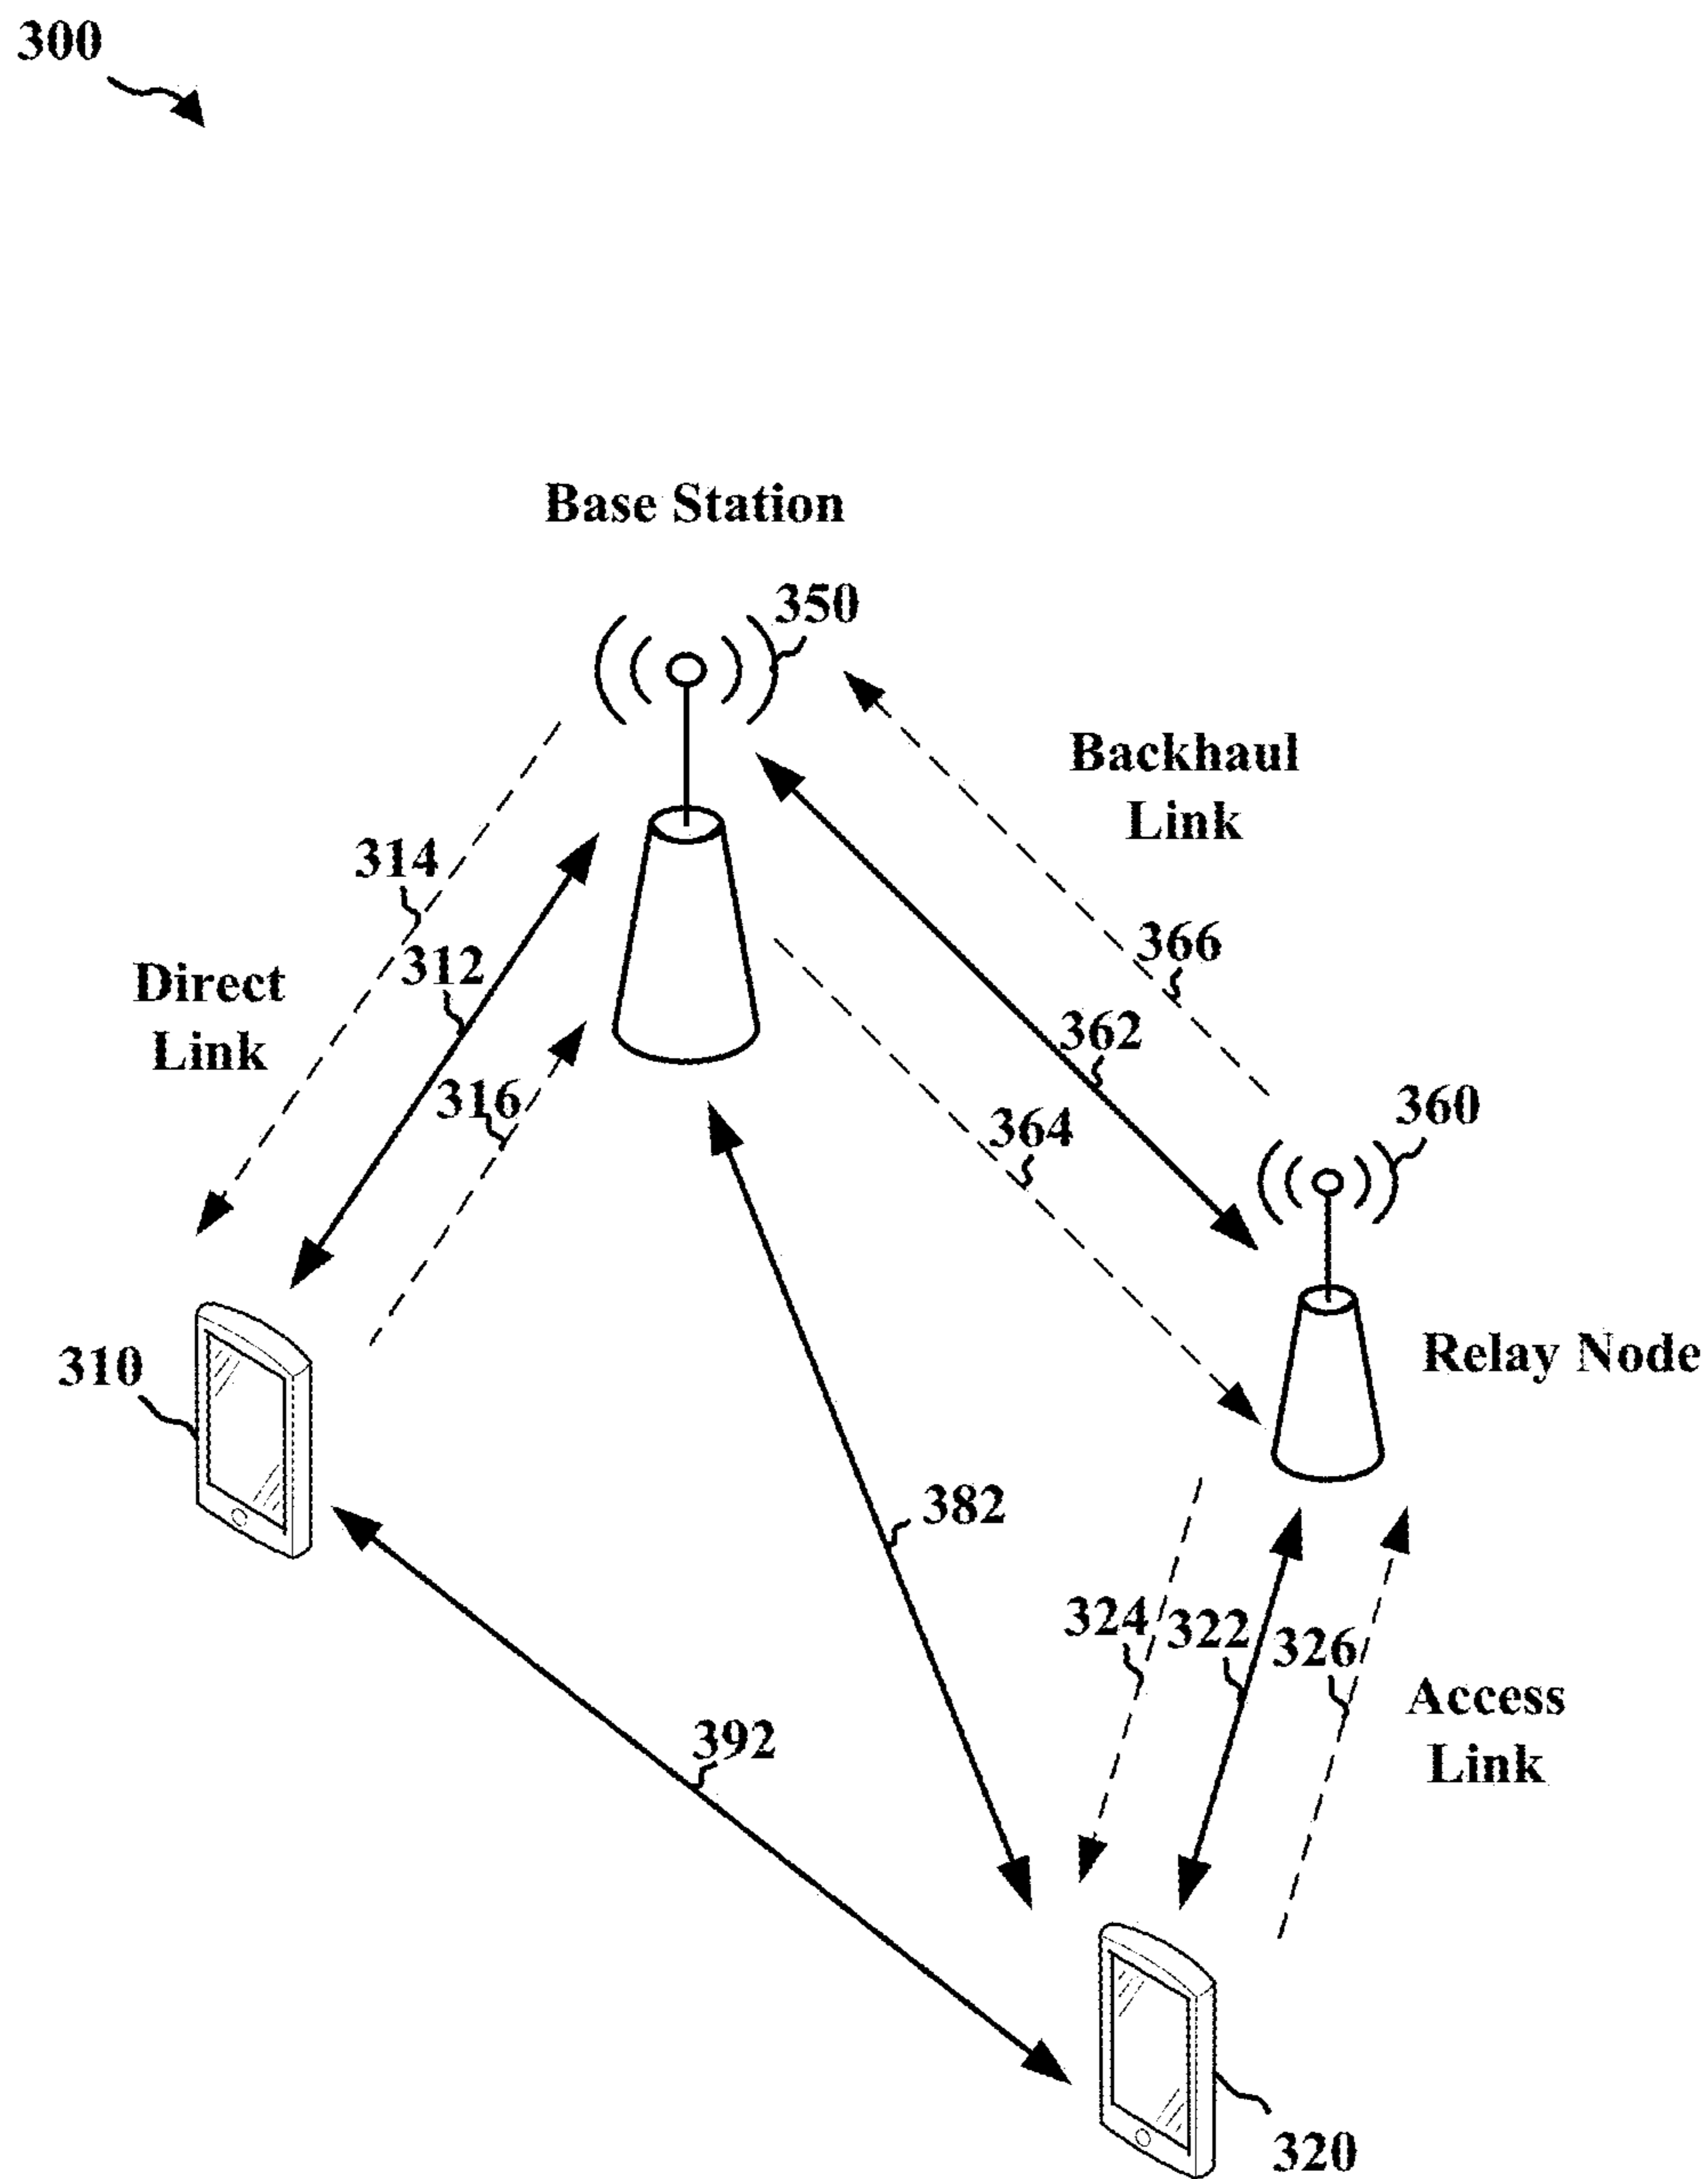 300
Base Station
350
Backhaul
Link
314
312
366
Direct
Link
362
316
364
360
310
Relay Node
382
324
322
326
Access
Link
392
320